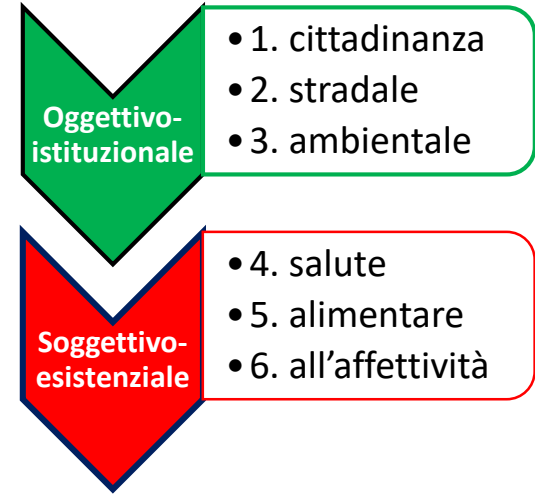 Oggettivo-
istituzionale
• 1. cittadinanza
• 2. stradale
• 3. ambientale
Soggettivo-
esistenziale
• 4. salute
• 5. alimentare
• 6. all’affettività